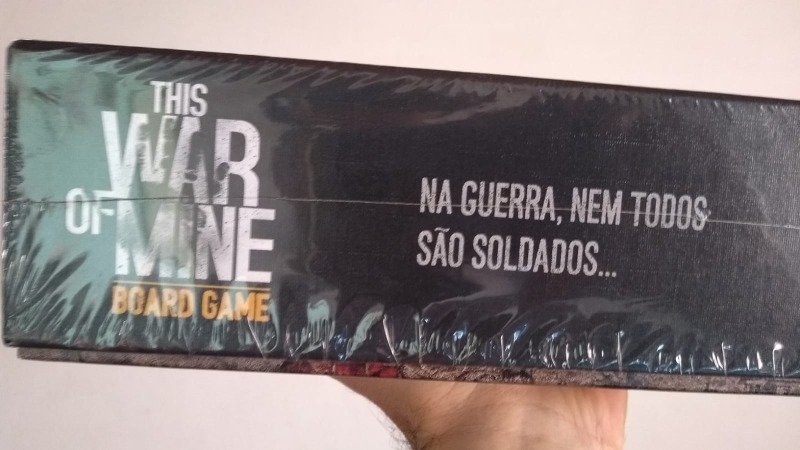 THIS
WAR
OF MINE
BOARD GAME
NA GUERRA, NEM TODOS
SÃO SOLDADOS...